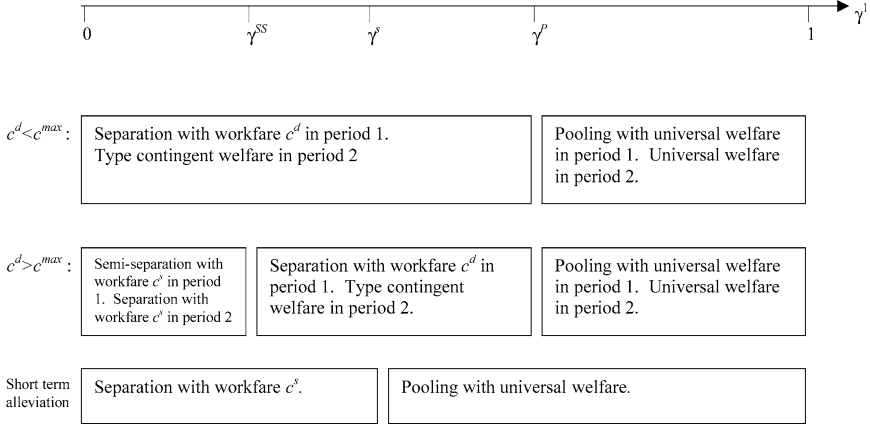 γ¹
0 γ^SS γ^s γ^P 1
c^d<c^max :
Separation with workfare c^d in period 1.
Type contingent welfare in period 2
Pooling with universal welfare
in period 1. Universal welfare
in period 2.
c^d>c^max :
Semi-separation with
workfare c^s in period
1. Separation with
workfare c^s in period 2
Separation with workfare c^d in
period 1. Type contingent
welfare in period 2.
Pooling with universal welfare
in period 1. Universal welfare
in period 2.
Short term
alleviation
Separation with workfare c^s.
Pooling with universal welfare.